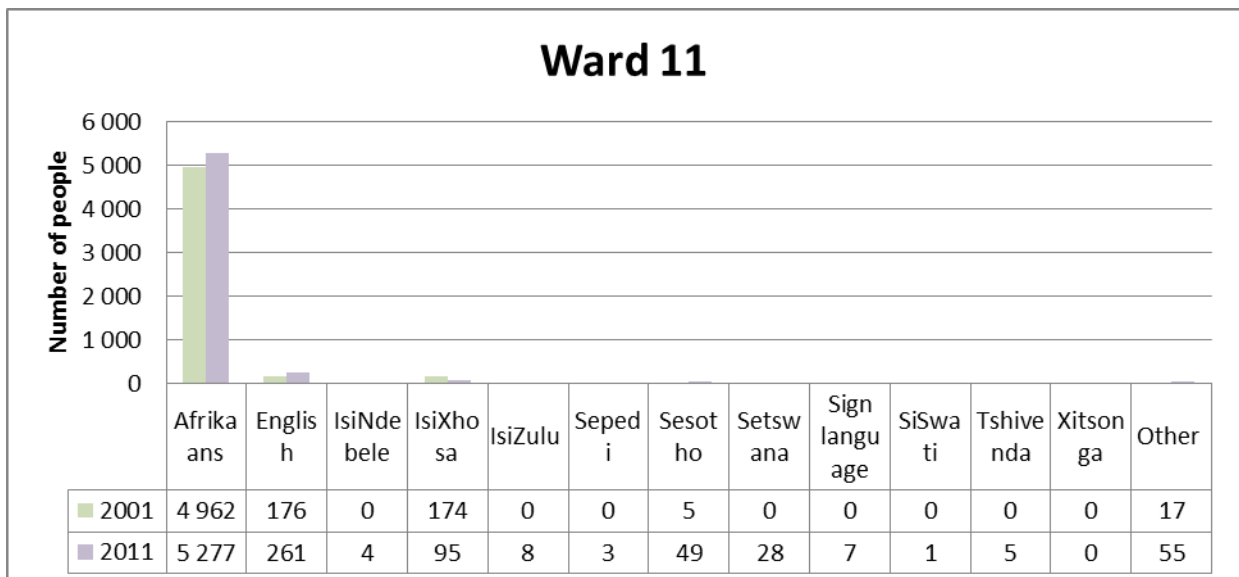 Ward 11
Number of people
6 000
5 000
4 000
3 000
2 000
1 000
0
Afrika
ans
Englis
h
IsiNde
bele
IsiXho
sa
IsiZulu
Seped
i
Sesot
ho
Setsw
ana
Sign
langu
age
SiSwa
ti
Tshive
nda
Xitson
ga
Other
2001 4 962 176 0 174 0 0 5 0 0 0 0 0 17
2011 5 277 261 4 95 8 3 49 28 7 1 5 0 55